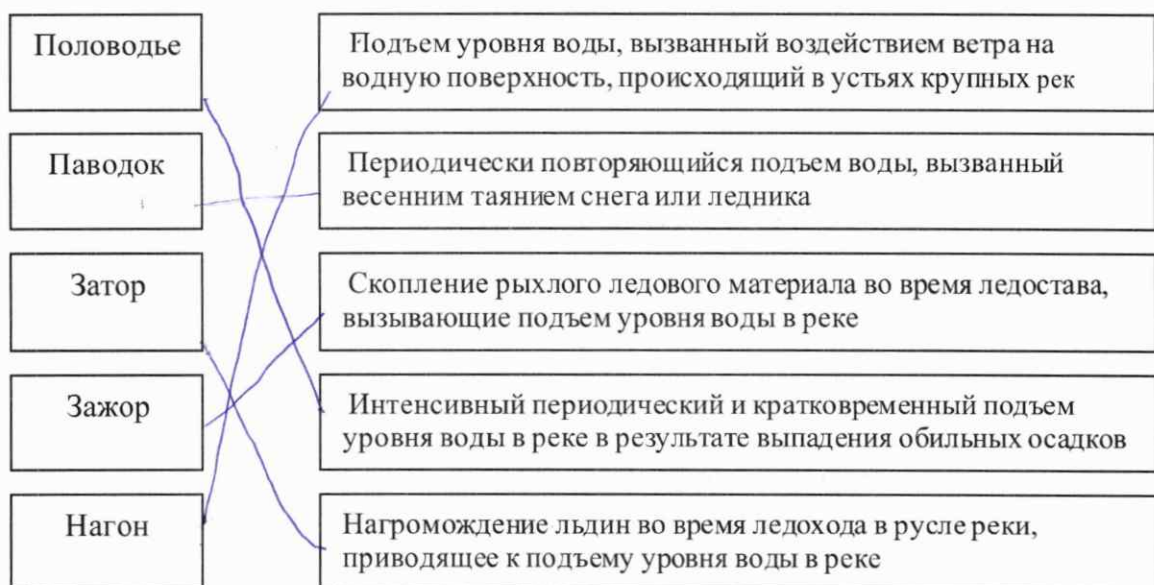 Половодье
Подъем уровня воды, вызванный воздействием ветра на
водную поверхность, происходящий в устьях крупных рек
Паводок
Периодически повторяющийся подъем воды, вызванный
весенним таянием снега или ледника
Затор
Скопление рыхлого ледового материала во время ледостава,
вызывающие подъем уровня воды в реке
Зажор
Интенсивный периодический и кратковременный подъем
уровня воды в реке в результате выпадения обильных осадков
Нагон
Нагромождение льдин во время ледохода в русле реки,
приводящее к подъему уровня воды в реке